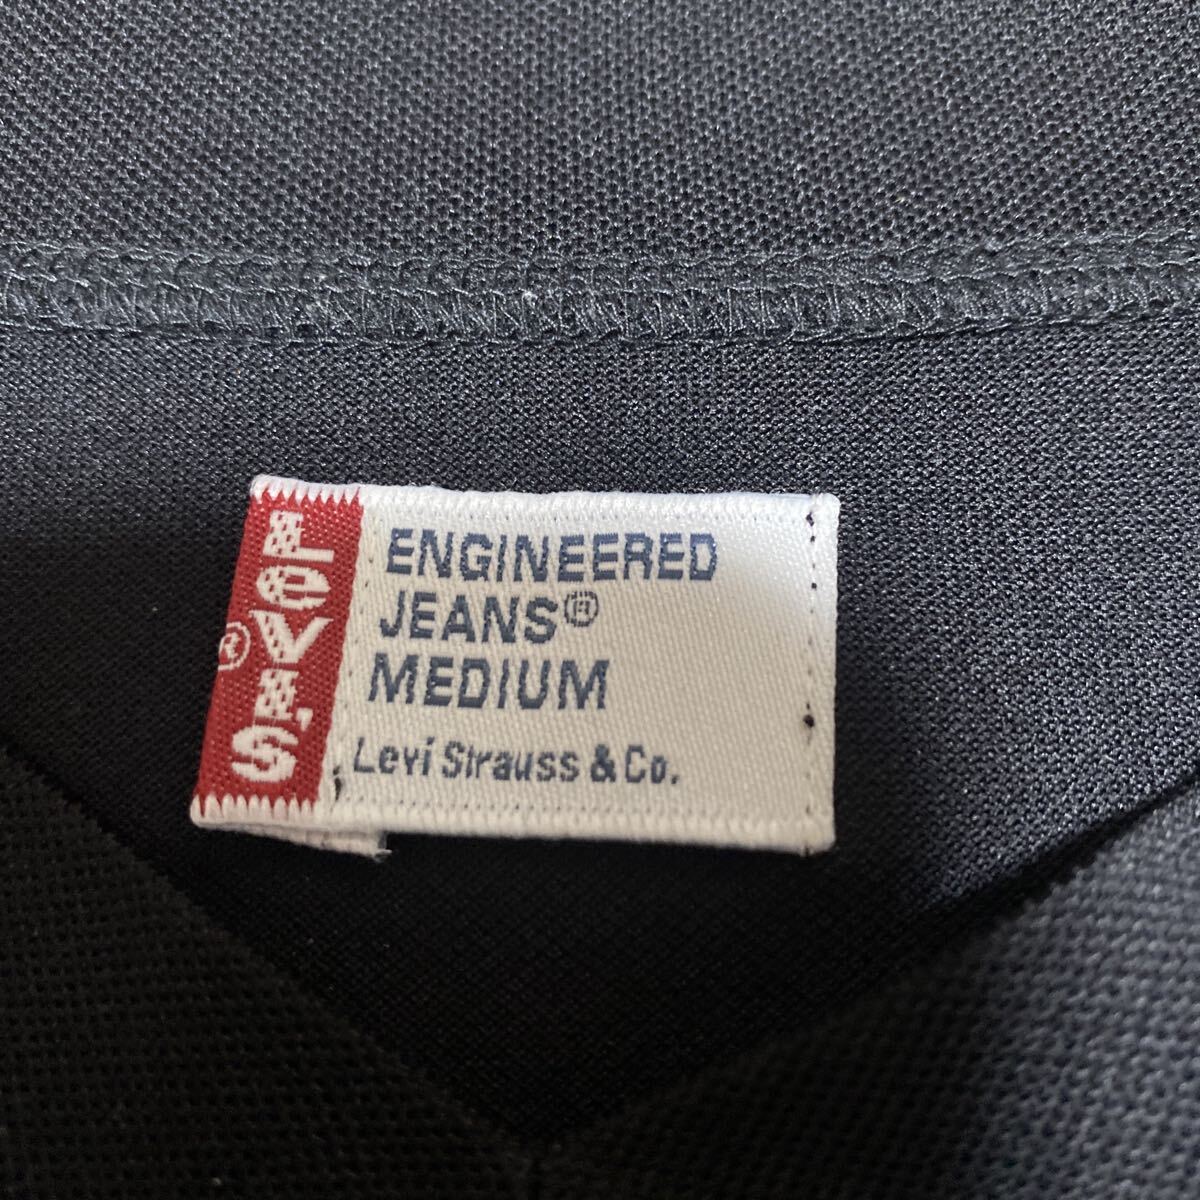 LeVI'S ®
ENGINEERED
JEANS®
MEDIUM
Levi Strauss & Co.